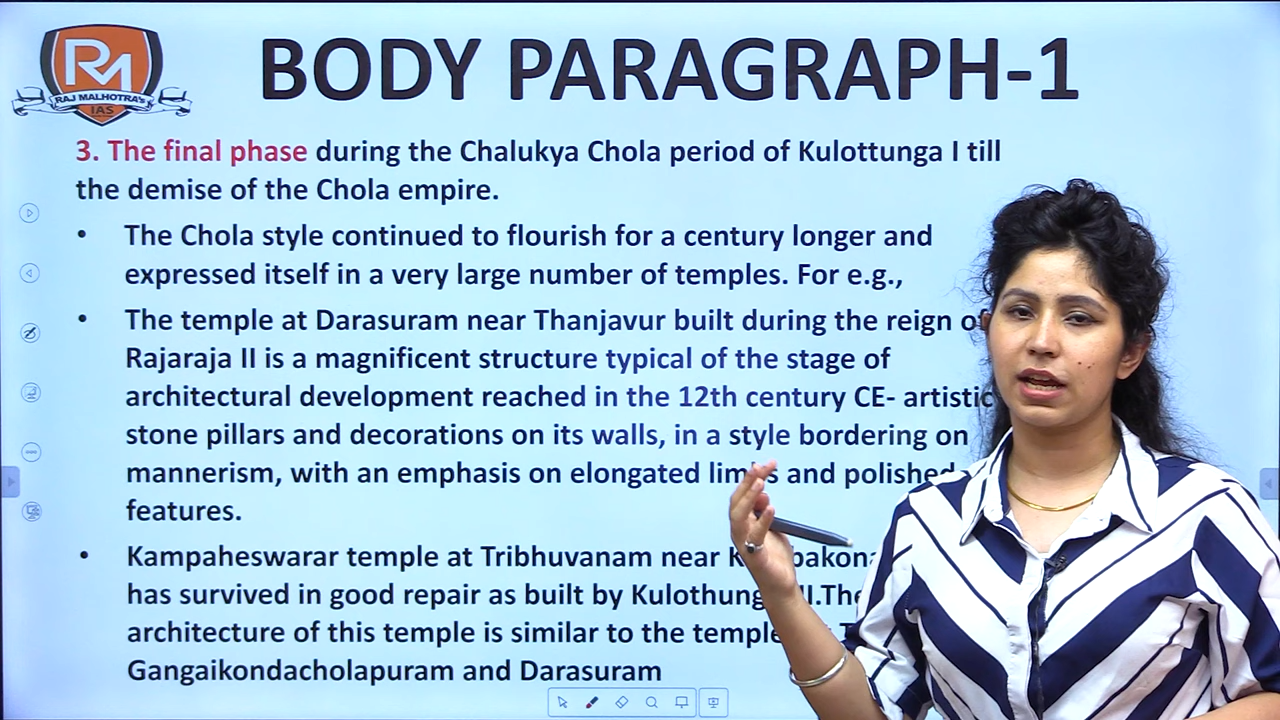 RM
RAJ MALHOTRA's
IAS
BODY PARAGRAPH-1
3. The final phase during the Chalukya Chola period of Kulottunga I till
the demise of the Chola empire.
• The Chola style continued to flourish for a century longer and
expressed itself in a very large number of temples. For e.g.,
• The temple at Darasuram near Thanjavur built during the reign of
Rajaraja II is a magnificent structure typical of the stage of
architectural development reached in the 12th century CE- artistic
stone pillars and decorations on its walls, in a style bordering on
mannerism, with an emphasis on elongated limbs and polished
features.
• Kampaheswarar temple at Tribhuvanam near
has survived in good repair as built by
architecture of this temple is similar to the
Gangaikondacholapuram and Darasuram